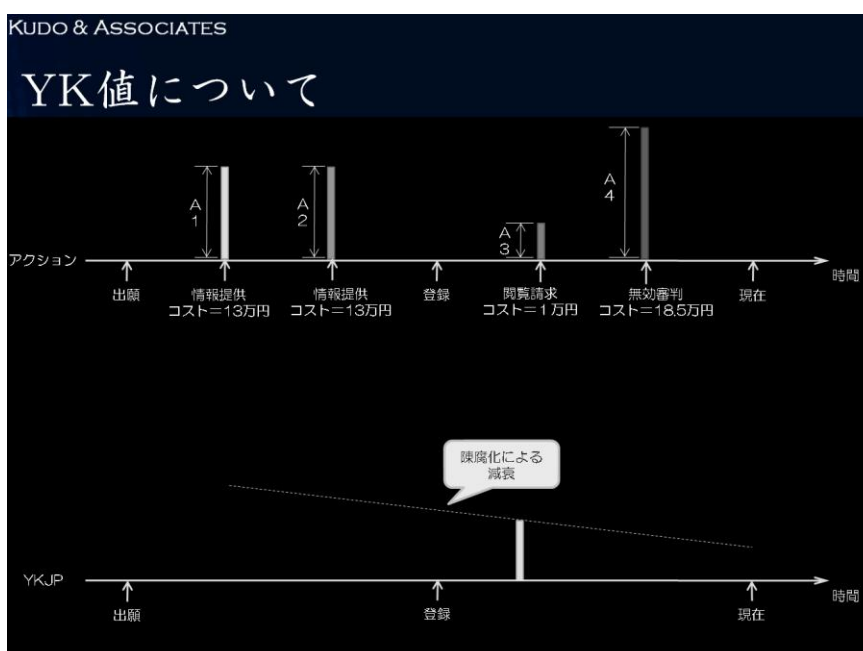 KUDO & ASSOCIATES
YK値について
A
1
A
2
A
3
A
4
アクション
時間
出願
情報提供
コスト=13万円
情報提供
コスト=13万円
登録
閲覧請求
コスト=1万円
無効審判
コスト=18.5万円
現在
陳腐化による
減衰
YKJP
時間
出願
登録
現在